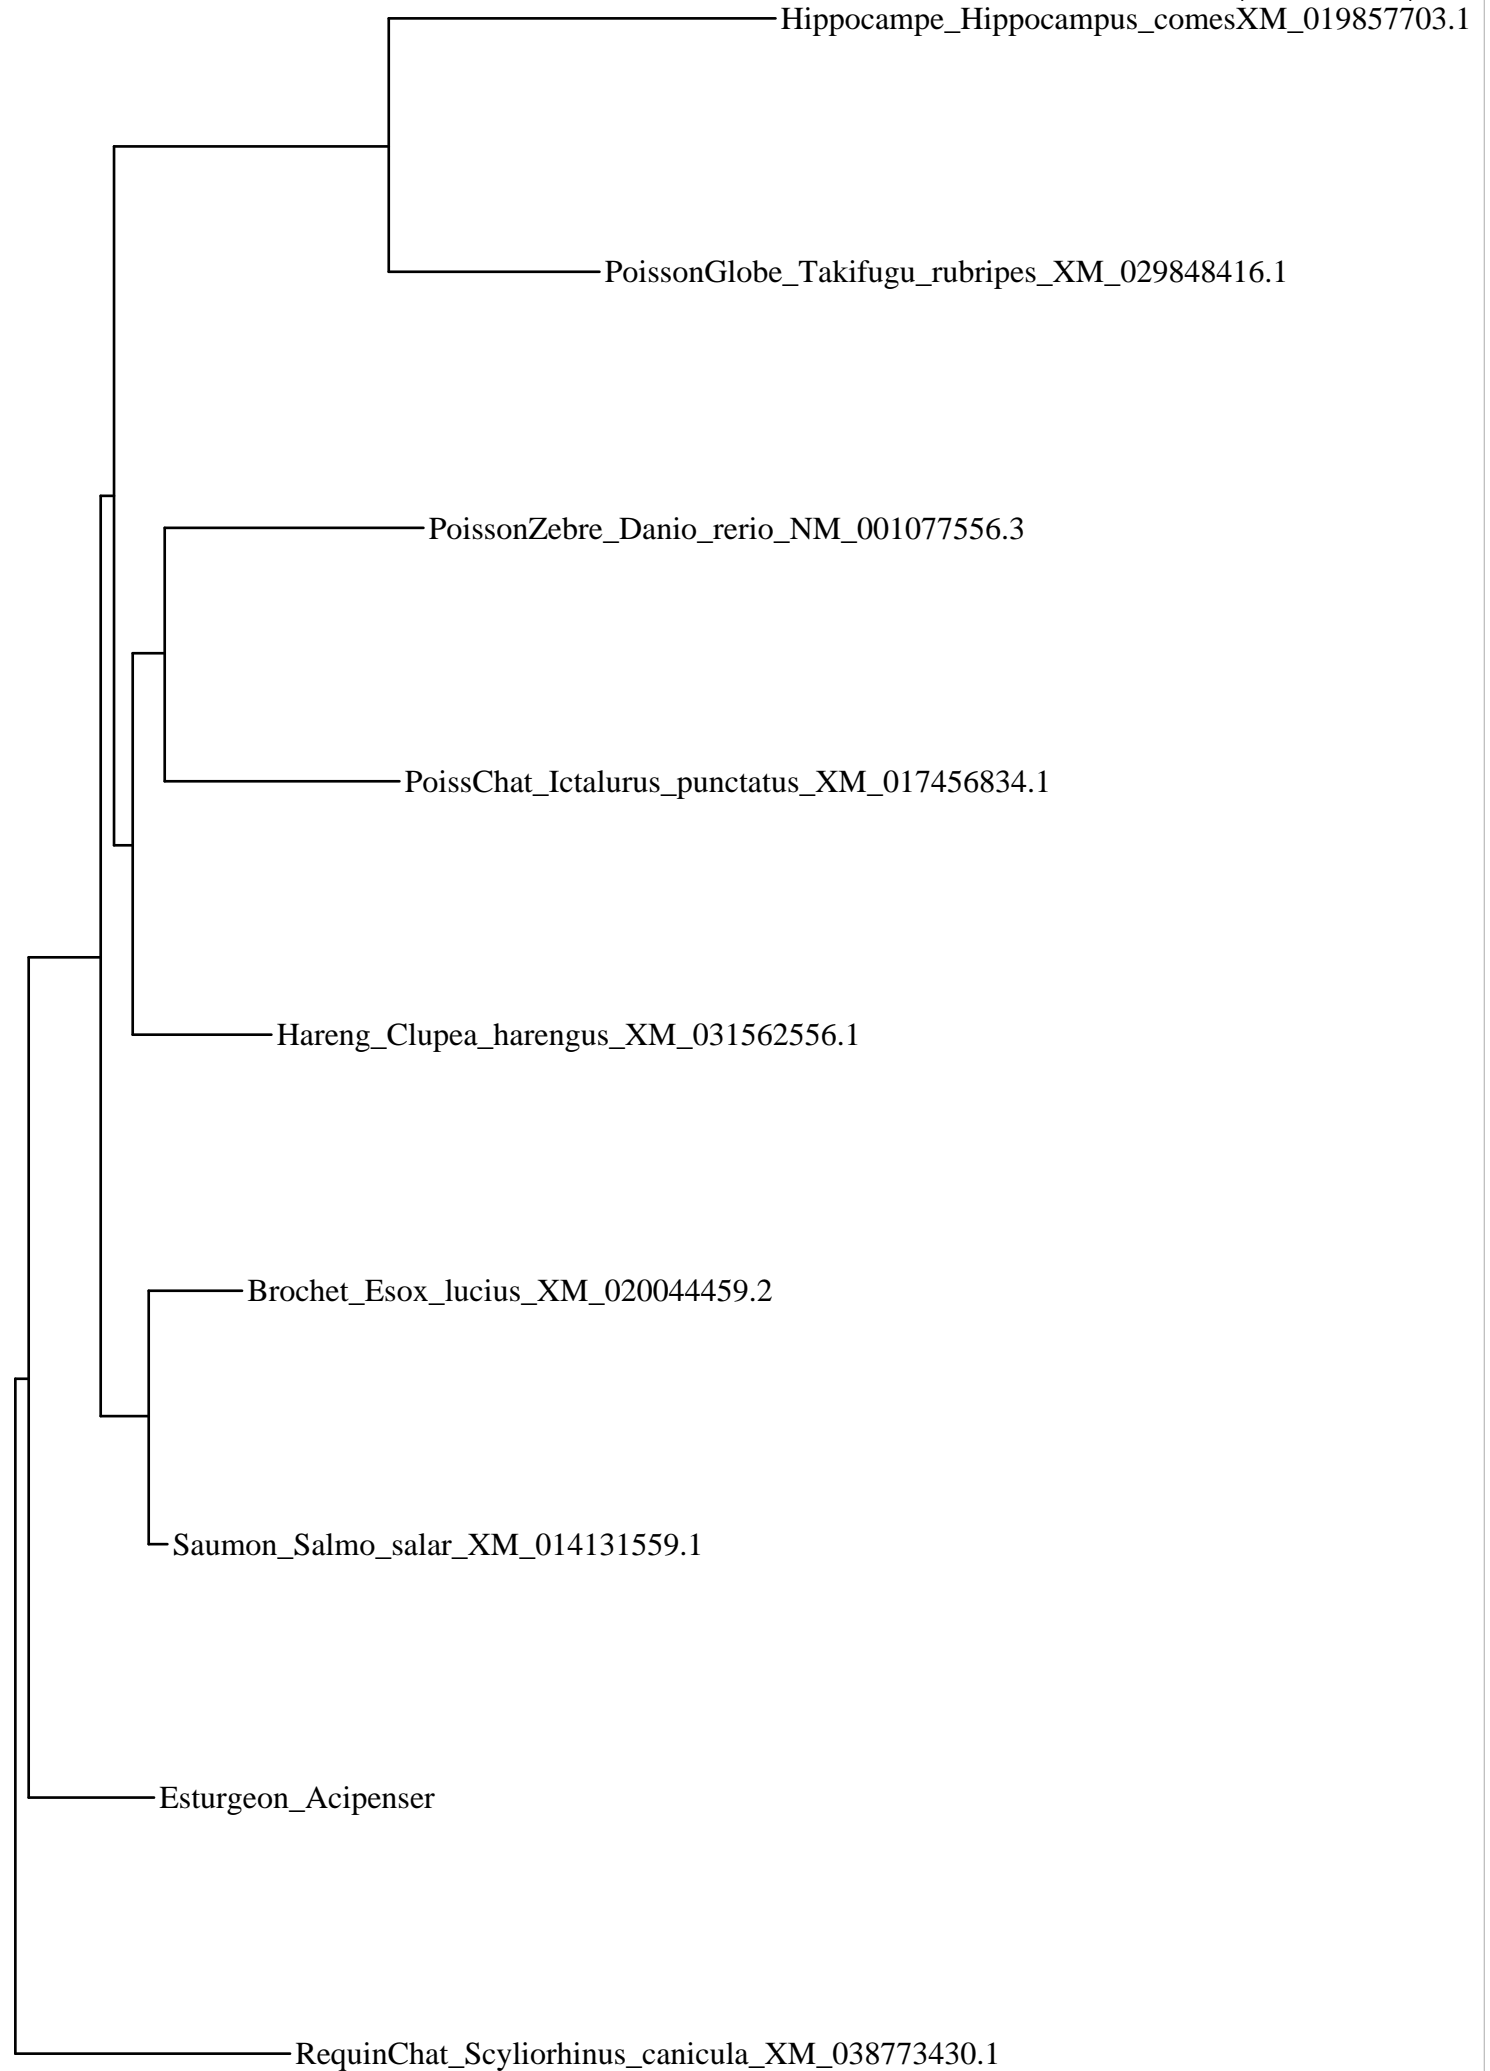 Hippocampe_Hippocampus_comesXM_019857703.1
PoissonGlobe_Takifugu_rubripes_XM_029848416.1
PoissonZebre_Danio_rerio_NM_001077556.3
PoissChat_Ictalurus_punctatus_XM_017456834.1
Hareng_Clupea_harengus_XM_031562556.1
Brochet_Esox_lucius_XM_020044459.2
Saumon_Salmo_salar_XM_014131559.1
Esturgeon_Acipenser
RequinChat_Scyliorhinus_canicula_XM_038773430.1